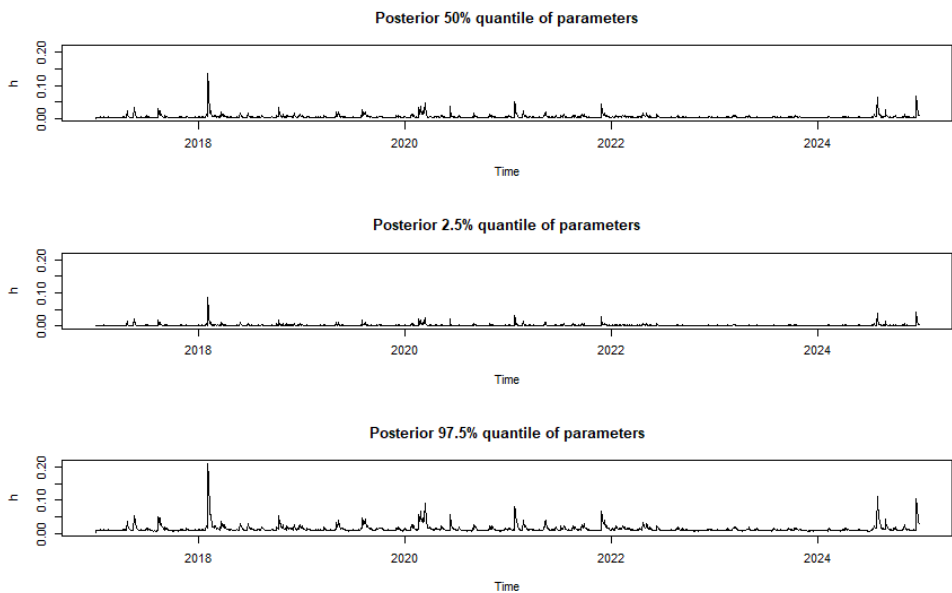 Posterior 50% quantile of parameters
0.20
0.10
0.00
h
2018 2020 2022 2024
Time
Posterior 2.5% quantile of parameters
0.20
0.10
0.00
h
2018 2020 2022 2024
Time
Posterior 97.5% quantile of parameters
0.20
0.10
0.00
h
2018 2020 2022 2024
Time